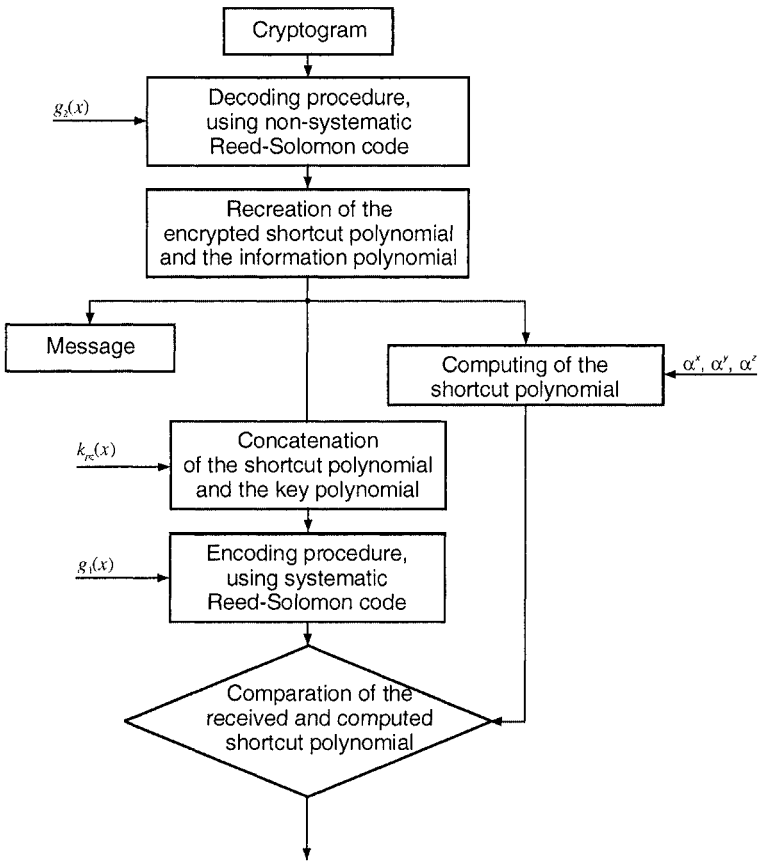 Cryptogram
g₂(x)
Decoding procedure,
using non-systematic
Reed-Solomon code
Recreation of the
encrypted shortcut polynomial
and the information polynomial
Message
Computing of the
shortcut polynomial
αˣ, αʸ, αᶻ
Concatenation
of the shortcut polynomial
and the key polynomial
Encoding procedure,
using systematic
Reed-Solomon code
g₁(x)
Comparation of the
received and computed
shortcut polynomial